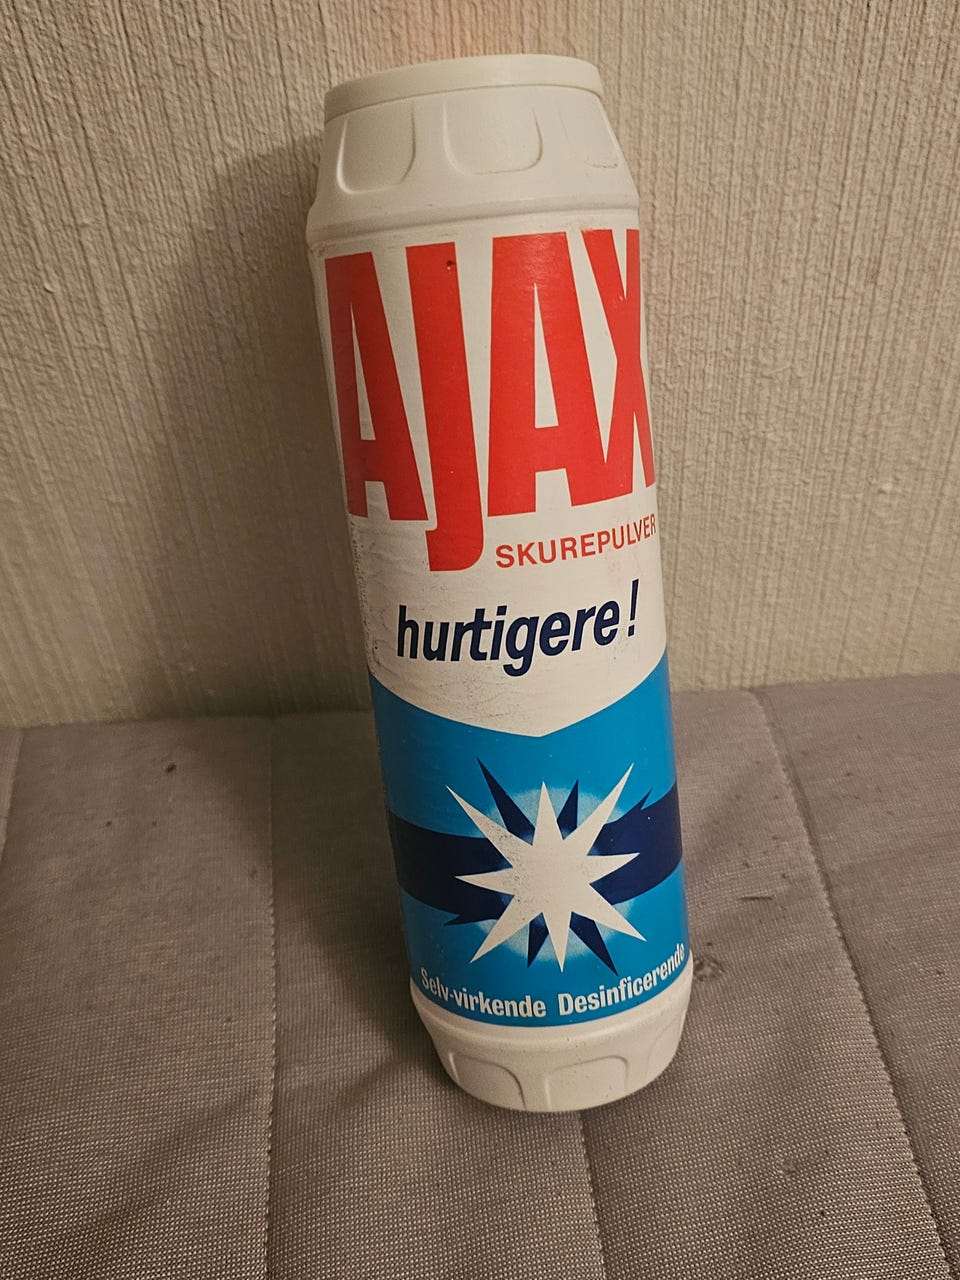 AJAX
SKUREPULVER
hurtigere!
Selv-virkende Desinficerende